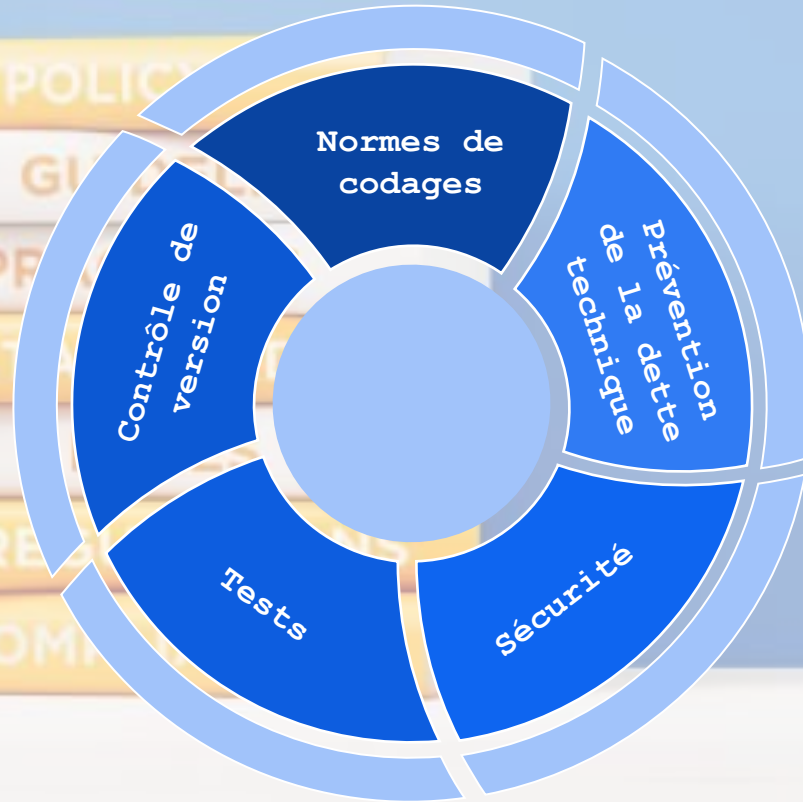 Normes de
codages
Prévention
de la dette
technique
Sécurité
Tests
Contrôle de
version
POLICY